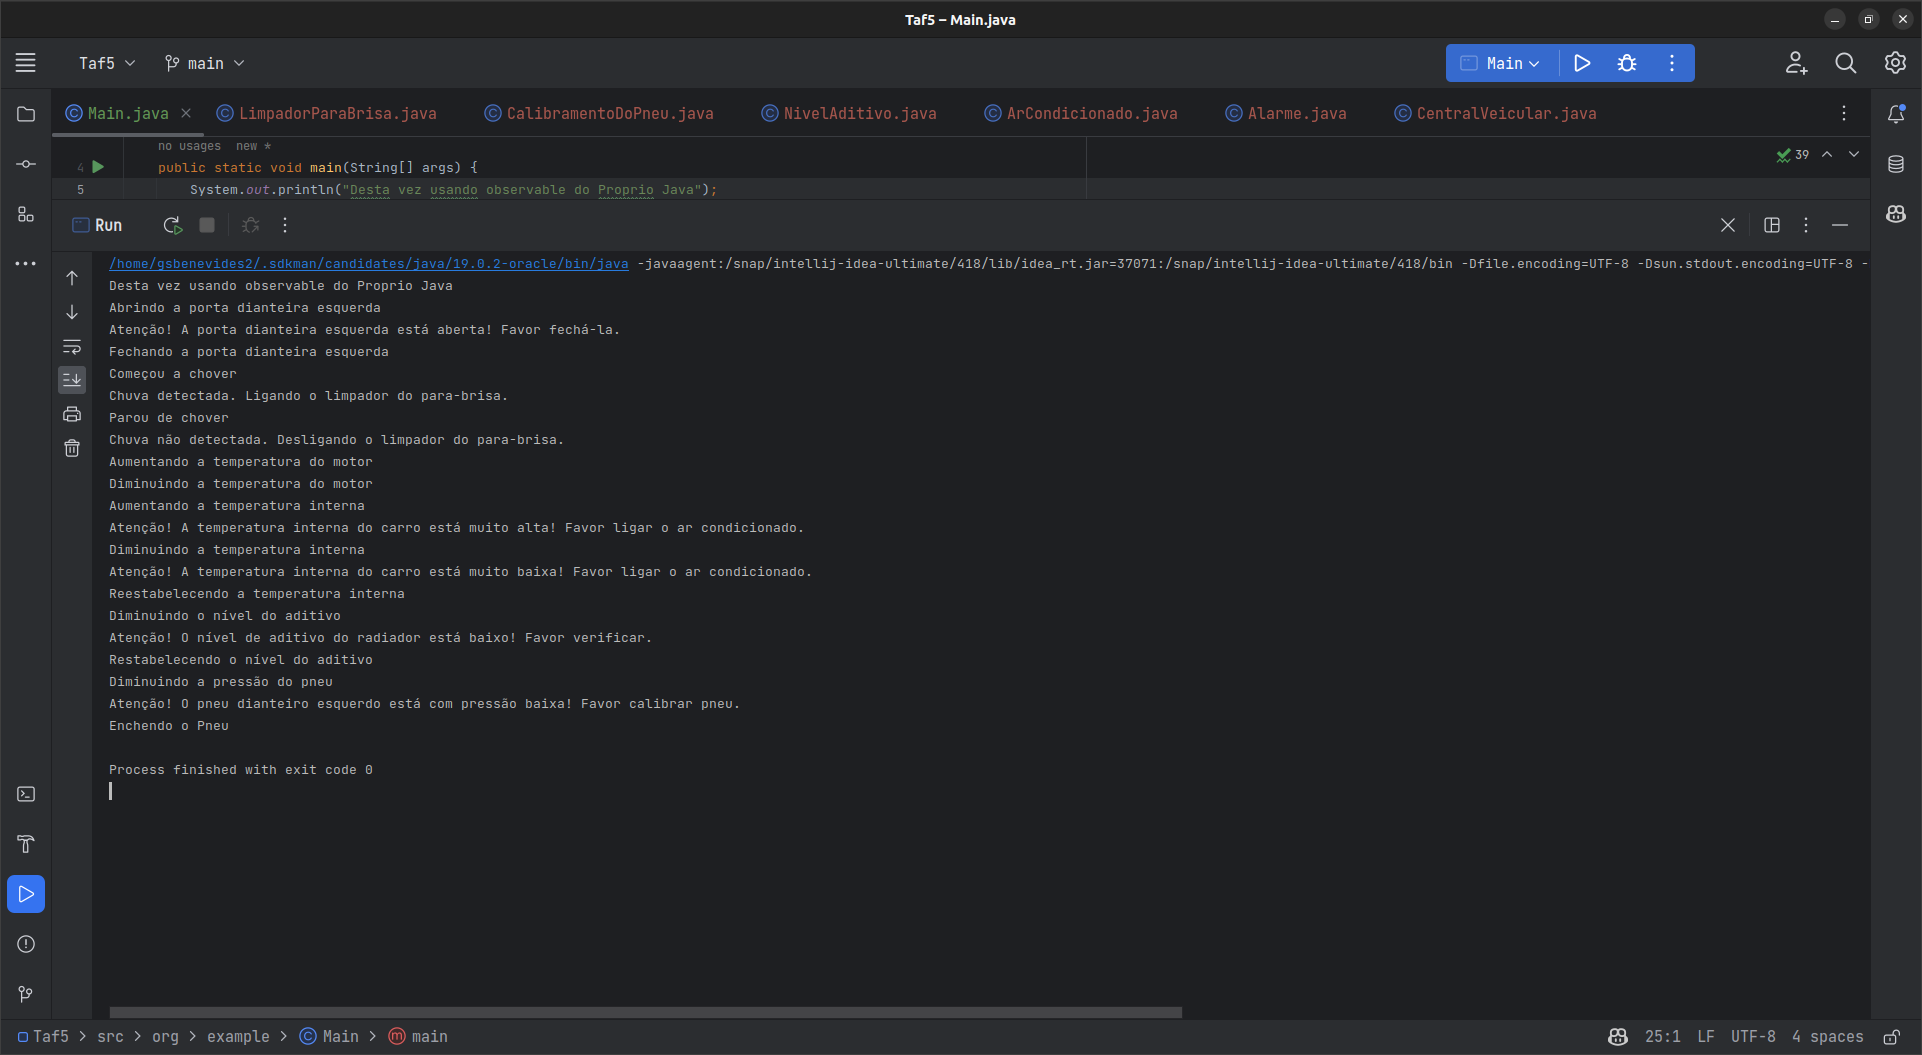 Taf5 – Main.java
Taf5 main Main
Main.java LimpadorParaBrisa.java CalibramentoDoPneu.java NivelAditivo.java ArCondicionado.java Alarme.java CentralVeicular.java
no usages new *
4 public static void main(String[] args) { 39
5 System.out.println("Desta vez usando observable do Proprio Java");
Run
/home/gsbenevides2/.sdkman/candidates/java/19.0.2-oracle/bin/java -javaagent:/snap/intellij-idea-ultimate/418/lib/idea_rt.jar=37071:/snap/intellij-idea-ultimate/418/bin -Dfile.encoding=UTF-8 -Dsun.stdout.encoding=UTF-8 -
Desta vez usando observable do Proprio Java
Abrindo a porta dianteira esquerda
Atenção! A porta dianteira esquerda está aberta! Favor fechá-la.
Fechando a porta dianteira esquerda
Começou a chover
Chuva detectada. Ligando o limpador do para-brisa.
Parou de chover
Chuva não detectada. Desligando o limpador do para-brisa.
Aumentando a temperatura do motor
Diminuindo a temperatura do motor
Aumentando a temperatura interna
Atenção! A temperatura interna do carro está muito alta! Favor ligar o ar condicionado.
Diminuindo a temperatura interna
Atenção! A temperatura interna do carro está muito baixa! Favor ligar o ar condicionado.
Reestabelecendo a temperatura interna
Diminuindo o nível do aditivo
Atenção! O nível de aditivo do radiador está baixo! Favor verificar.
Restabelecendo o nível do aditivo
Diminuindo a pressão do pneu
Atenção! O pneu dianteiro esquerdo está com pressão baixa! Favor calibrar pneu.
Enchendo o Pneu
Process finished with exit code 0
Taf5 > src > org > example > Main > main 25:1 LF UTF-8 4 spaces